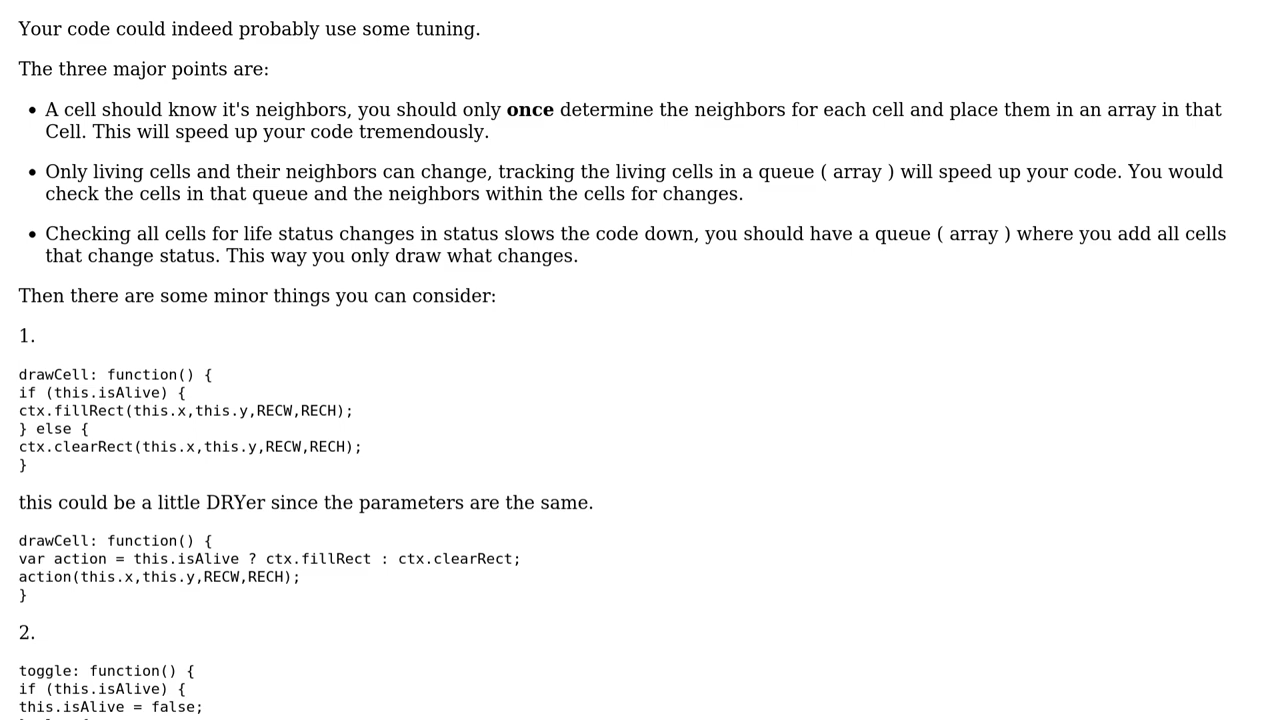 Your code could indeed probably use some tuning.
The three major points are:
• A cell should know it's neighbors, you should only once determine the neighbors for each cell and place them in an array in that
Cell. This will speed up your code tremendously.
• Only living cells and their neighbors can change, tracking the living cells in a queue ( array ) will speed up your code. You would
check the cells in that queue and the neighbors within the cells for changes.
• Checking all cells for life status changes in status slows the code down, you should have a queue ( array ) where you add all cells
that change status. This way you only draw what changes.
Then there are some minor things you can consider:
1.
drawCell: function() {
if (this.isAlive) {
ctx.fillRect(this.x,this.y,RECW,RECH);
} else {
ctx.clearRect(this.x,this.y,RECW,RECH);
}
this could be a little DRYer since the parameters are the same.
drawCell: function() {
var action = this.isAlive ? ctx.fillRect : ctx.clearRect;
action(this.x,this.y,RECW,RECH);
}
2.
toggle: function() {
if (this.isAlive) {
this.isAlive = false;